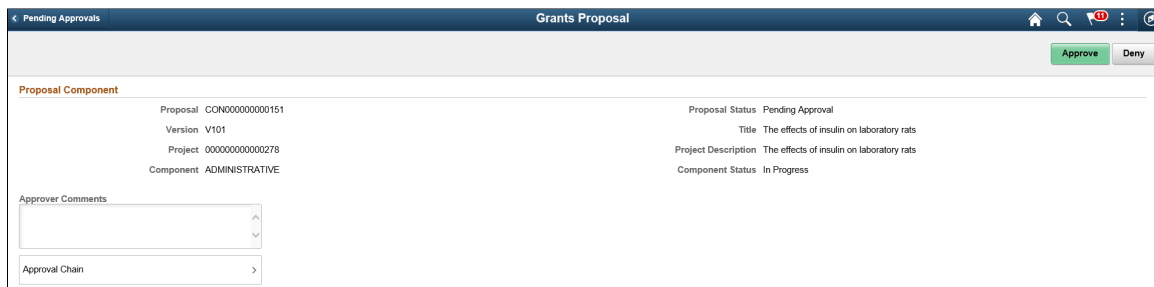 Pending Approvals
Grants Proposal
11
Approve
Deny
Proposal Component
Proposal CON000000000151
Proposal Status Pending Approval
Version V101
Title The effects of insulin on laboratory rats
Project 000000000000278
Project Description The effects of insulin on laboratory rats
Component ADMINISTRATIVE
Component Status In Progress
Approver Comments
Approval Chain